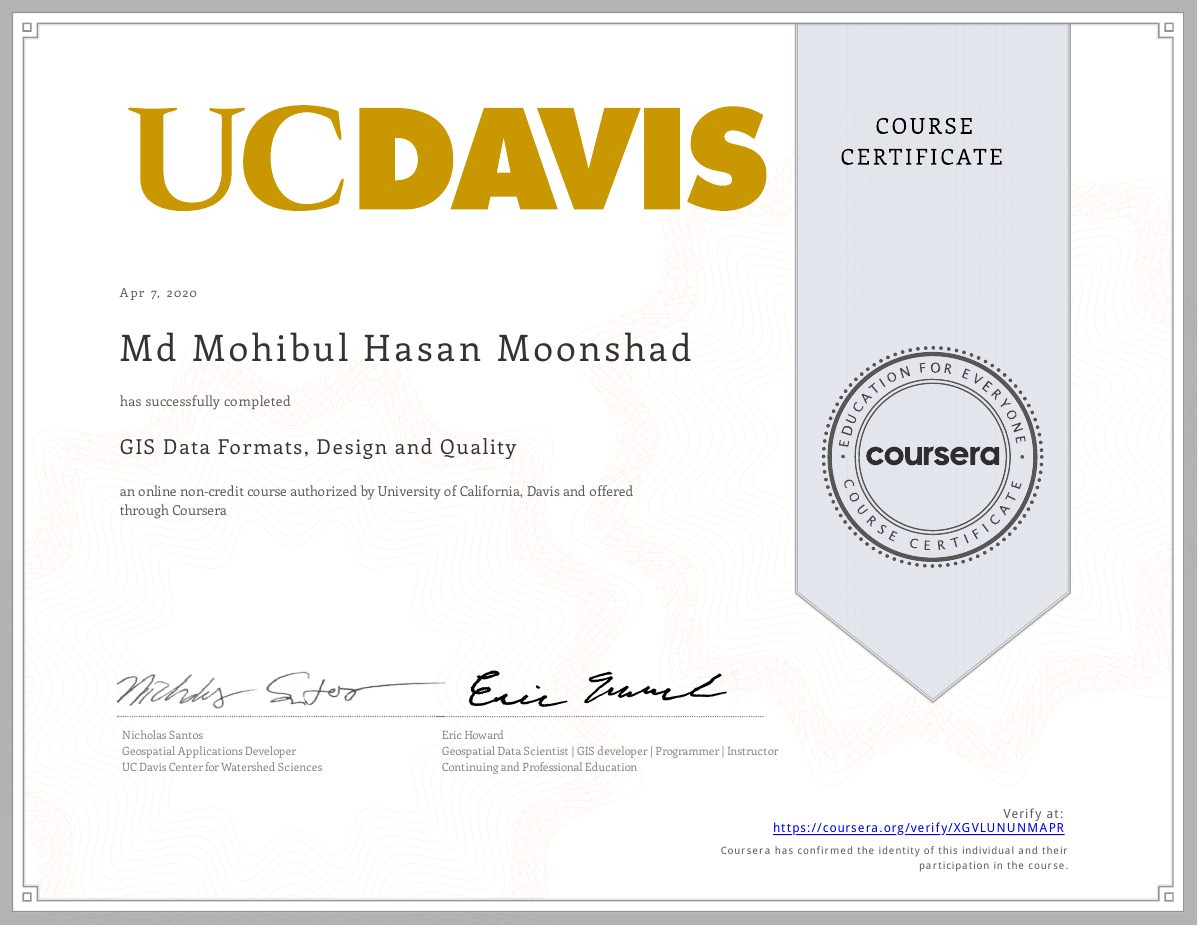 UCDAVIS
COURSE
CERTIFICATE
Apr 7, 2020
Md Mohibul Hasan Moonshad
has successfully completed
GIS Data Formats, Design and Quality
an online non-credit course authorized by University of California, Davis and offered
through Coursera
EDUCATION FOR EVERYONE
coursera
COURSE CERTIFICATE
Nicholas Santos
Eric Howard
Nicholas Santos
Geospatial Applications Developer
UC Davis Center for Watershed Sciences
Eric Howard
Geospatial Data Scientist | GIS developer | Programmer | Instructor
Continuing and Professional Education
Verify at:
https://coursera.org/verify/XGVLUNUNMAPR
Coursera has confirmed the identity of this individual and their
participation in the course.